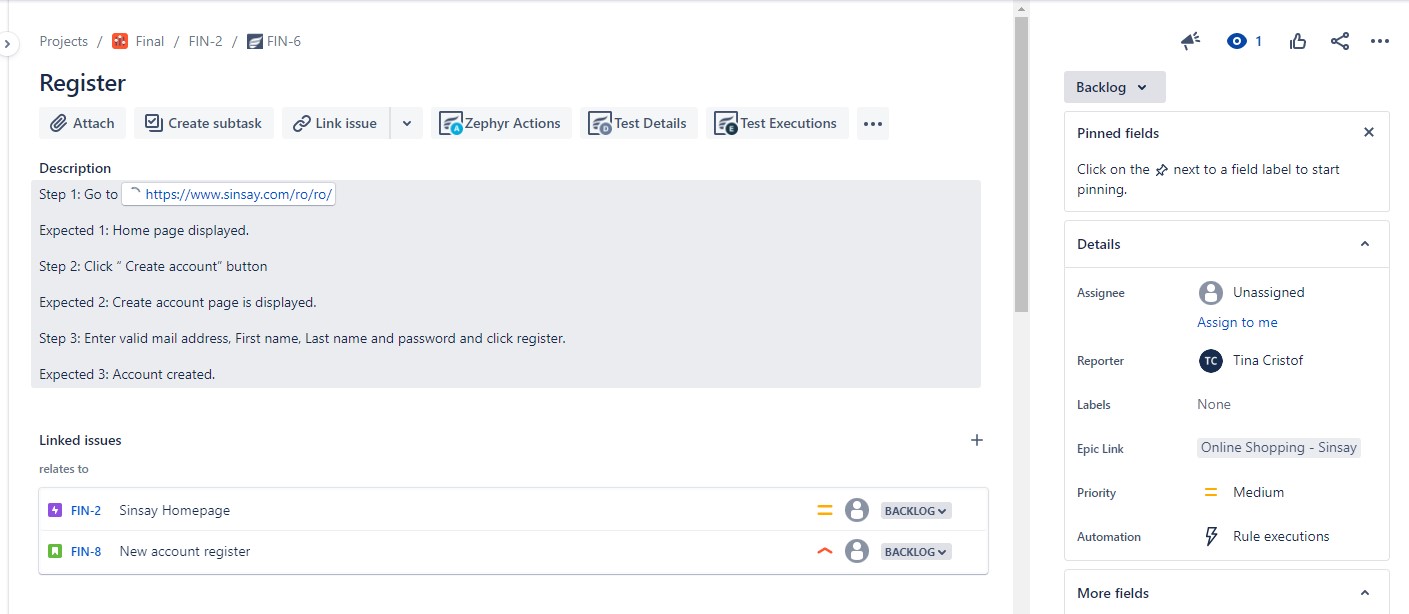 Projects / Final / FIN-2 / FIN-6
1
Register
Backlog
Attach
Create subtask
Link issue
Zephyr Actions
Test Details
Test Executions
Description
Step 1: Go to https://www.sinsay.com/ro/ro/
Expected 1: Home page displayed.
Step 2: Click “ Create account” button
Expected 2: Create account page is displayed.
Step 3: Enter valid mail address, First name, Last name and password and click register.
Expected 3: Account created.
Linked issues
relates to
FIN-2 Sinsay Homepage BACKLOG
FIN-8 New account register BACKLOG
Pinned fields
Click on the next to a field label to start
pinning.
Details
Assignee Unassigned
Assign to me
Reporter TC Tina Cristof
Labels None
Epic Link Online Shopping - Sinsay
Priority Medium
Automation Rule executions
More fields